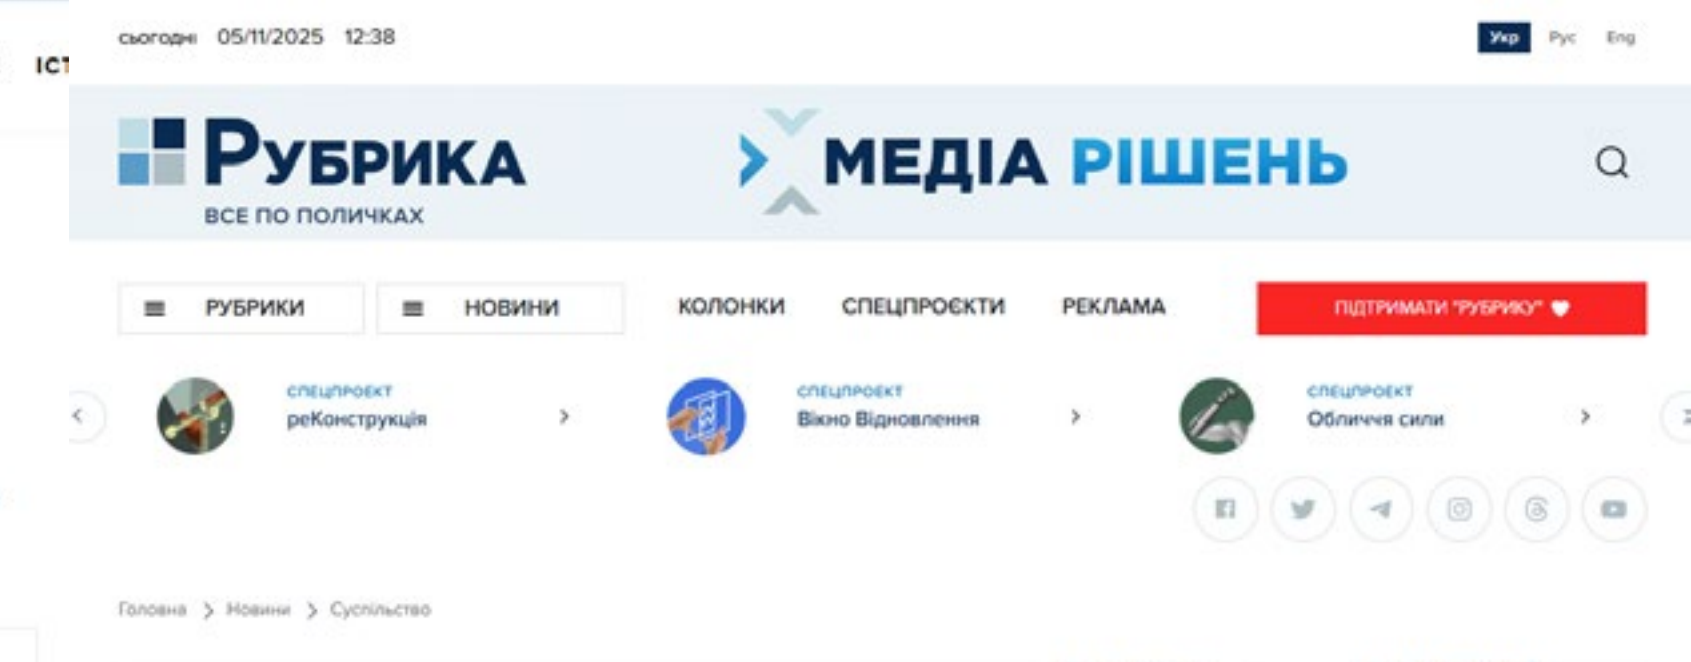 сьогодні 05/11/2025 12:38
Укр Рус Eng
ІСТ
РУБРИКА
ВСЕ ПО ПОЛИЧКАХ
МЕДІА РІШЕНЬ
РУБРИКИ НОВИНИ КОЛОНКИ СПЕЦПРОЄКТИ РЕКЛАМА ПІДТРИМАТИ "РУБРИКУ"
СПЕЦПРОЕКТ СПЕЦПРОЕКТ СПЕЦПРОЕКТ
реКонструкція Вікно Відновлення Обличчя сили
Головна > Новини > Суспільство